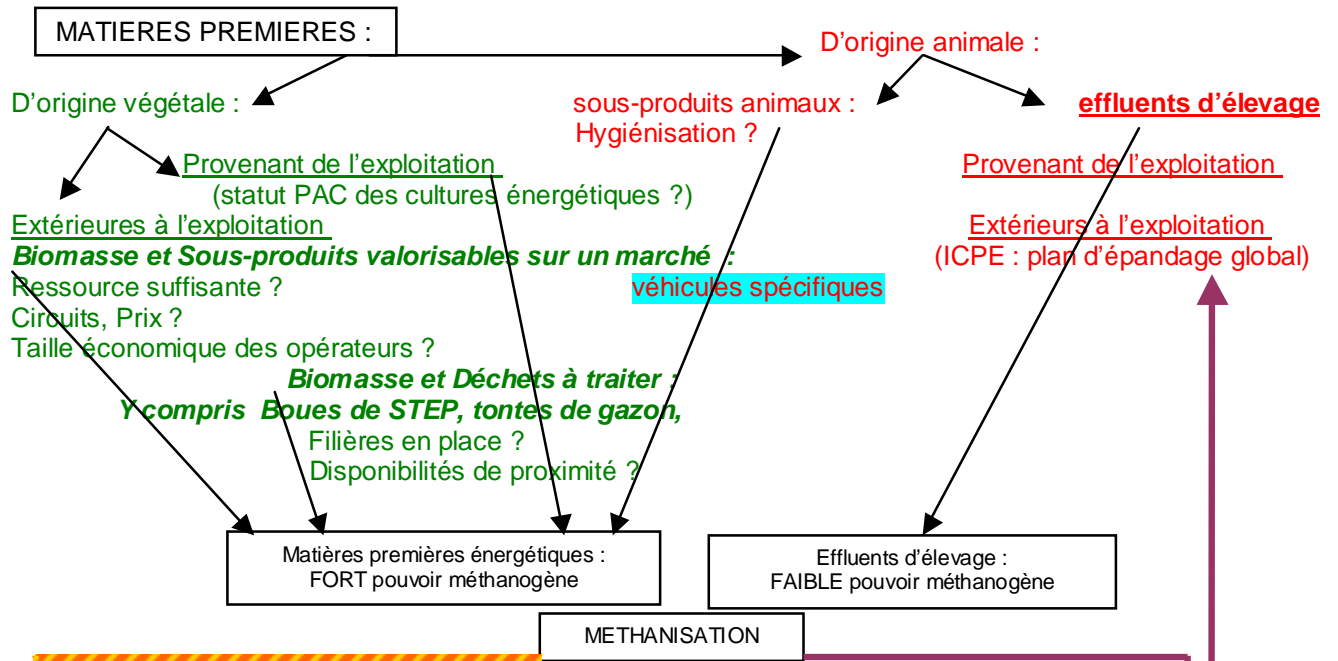 MATIERES PREMIERES :
D'origine animale :
D'origine végétale :
sous-produits animaux :
effluents d'élevage
Hygiénisation ?
Provenant de l'exploitation
(statut PAC des cultures énergétiques ?)
Provenant de l'exploitation
Extérieures à l'exploitation
Extérieurs à l'exploitation
Biomasse et Sous-produits valorisables sur un marché :
(ICPE : plan d'épandage global)
Ressource suffisante ?
véhicules spécifiques
Circuits, Prix ?
Taille économique des opérateurs ?
Biomasse et Déchets à traiter :
Y compris Boues de STEP, tontes de gazon,
Filières en place ?
Disponibilités de proximité ?
Matières premières énergétiques :
FORT pouvoir méthanogène
Effluents d'élevage :
FAIBLE pouvoir méthanogène
METHANISATION